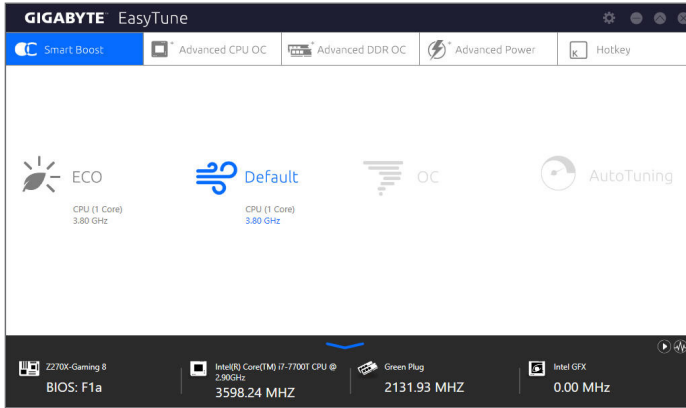 GIGABYTE™ EasyTune
Smart Boost
Advanced CPU OC
Advanced DDR OC
Advanced Power
K
Hotkey
ECO
CPU (1 Core)
3.80 GHz
Default
CPU (1 Core)
3.80 GHz
OC
AutoTuning
Z270X-Gaming 8
BIOS: F1a
Intel(R) Core(TM) i7-7700T CPU @
2.90GHz
3598.24 MHZ
Green Plug
2131.93 MHZ
Intel GFX
0.00 MHz